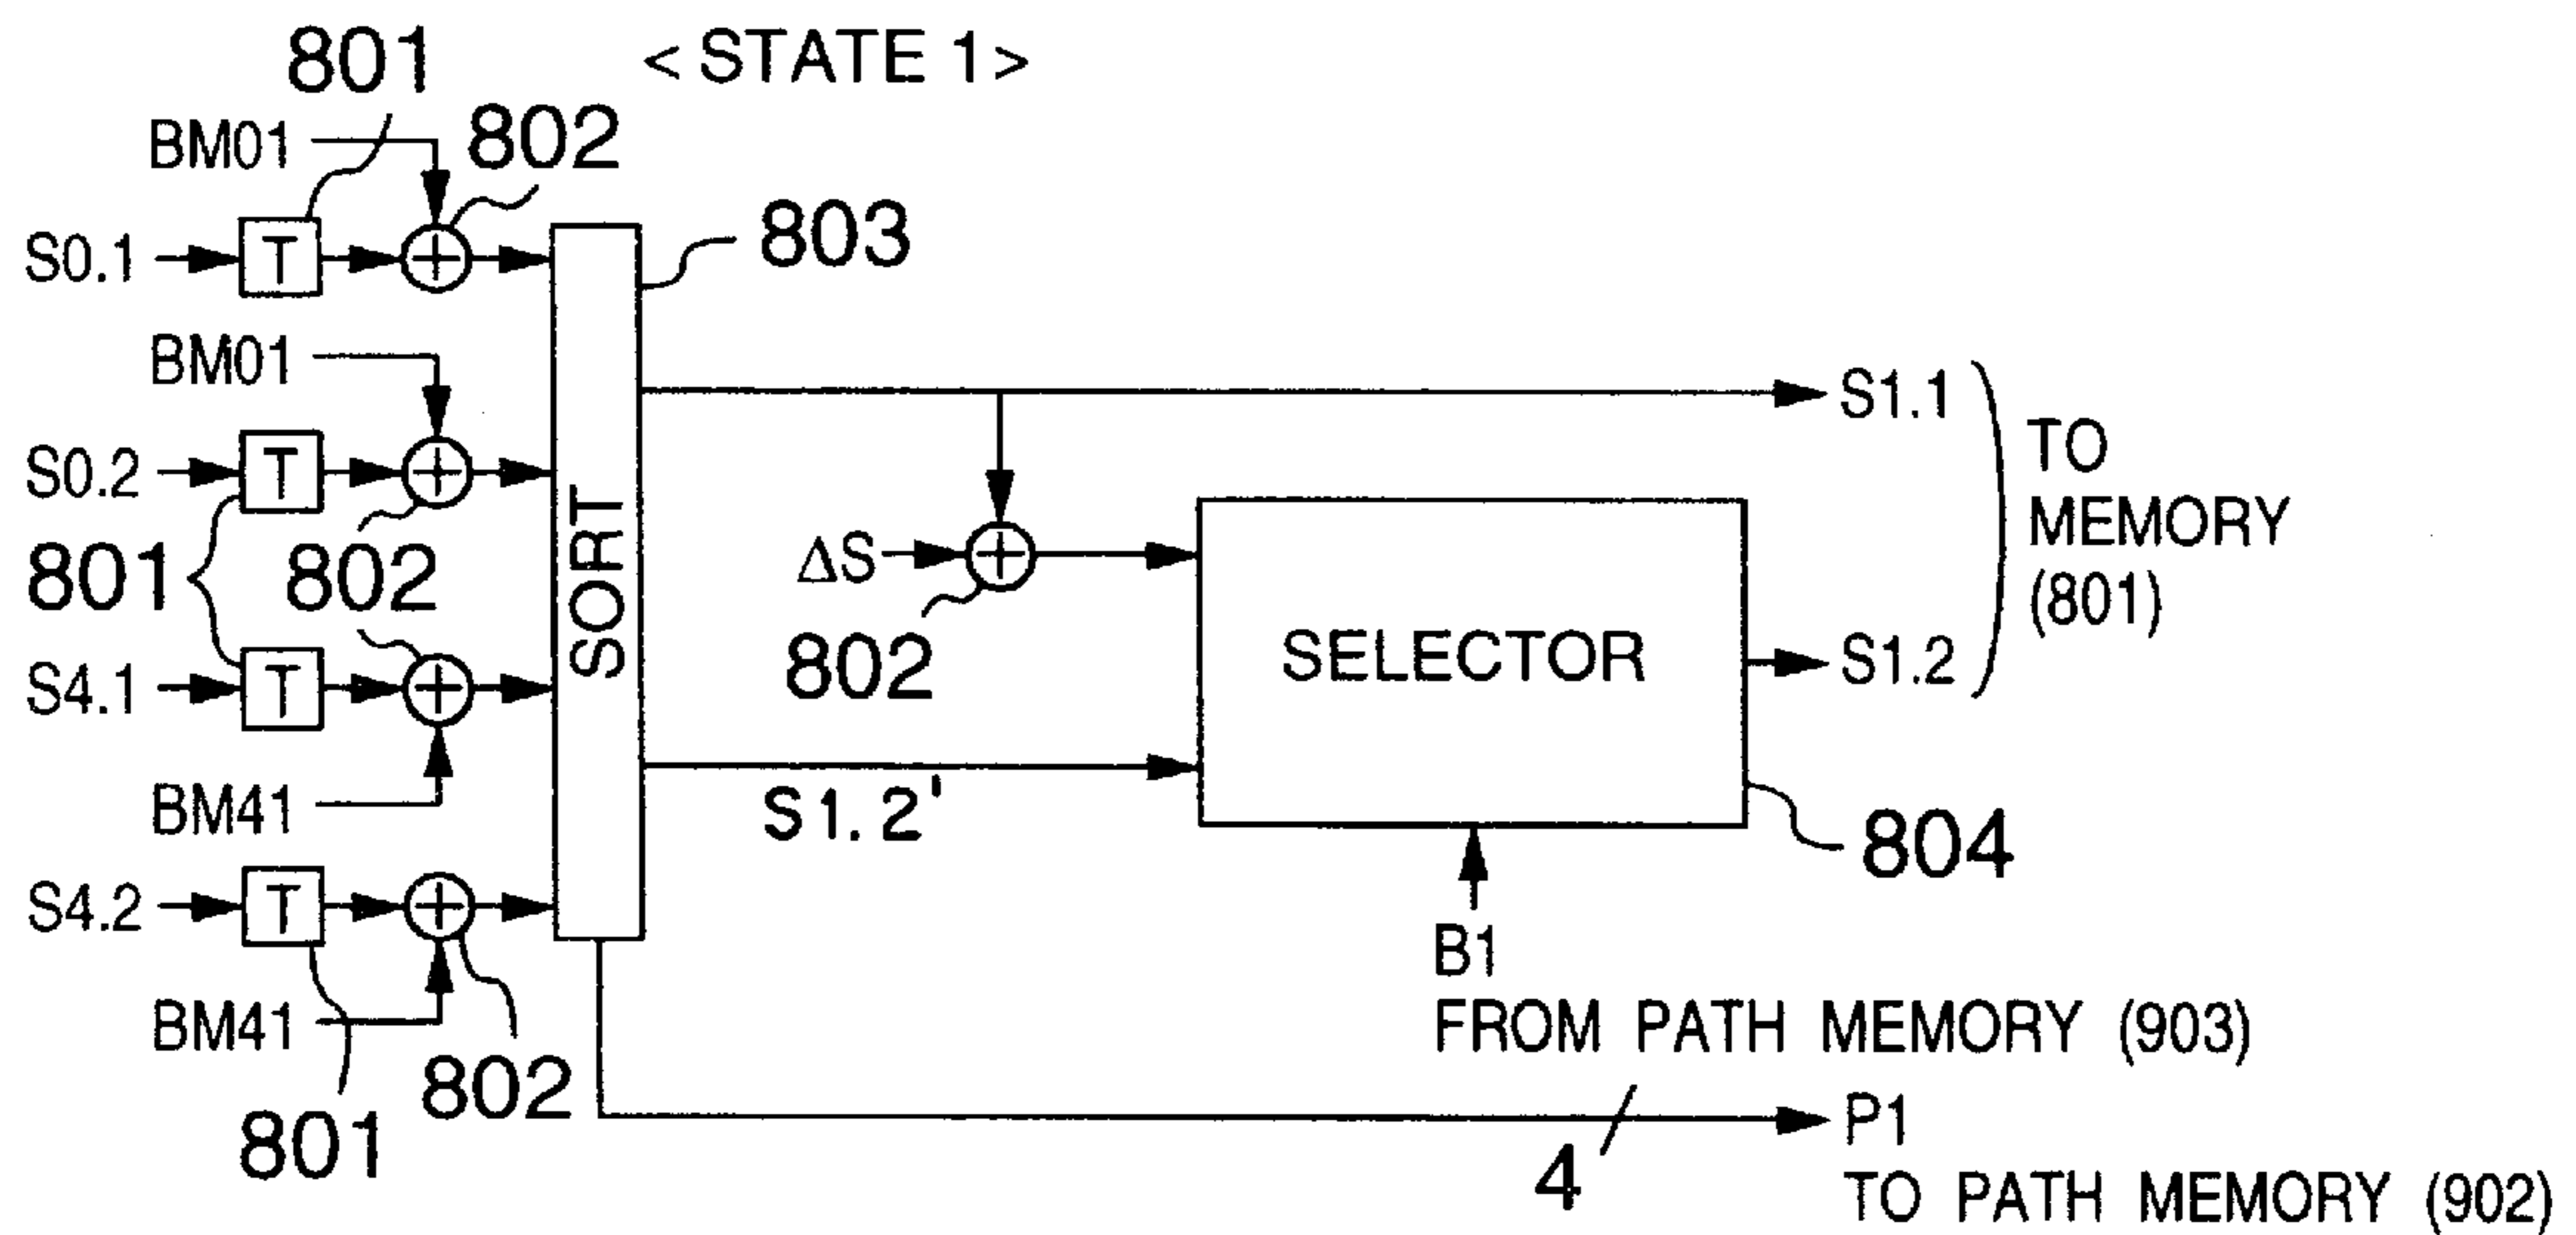 801
< STATE 1 >
BM01
802
S0.1
T
803
BM01
S0.2
T
S1.1
TO
MEMORY
(801)
801
802
SORT
ΔS
802
SELECTOR
S1.2
S4.1
T
BM41
S1.2'
804
S4.2
T
B1
FROM PATH MEMORY (903)
BM41
802
801
4
P1
TO PATH MEMORY (902)